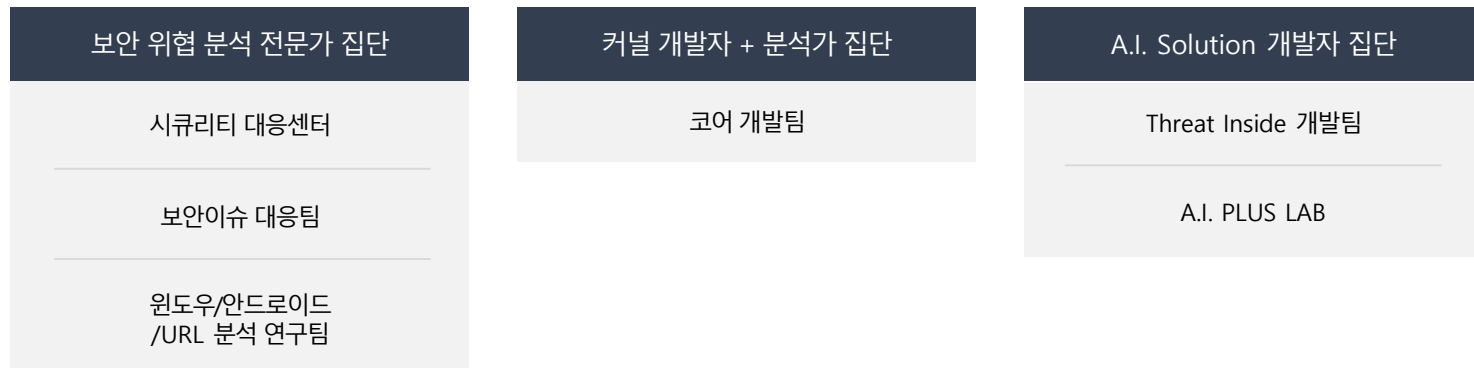 보안 위협 분석 전문가 집단
시큐리티 대응센터
보안이슈 대응팀
윈도우/안드로이드
/URL 분석 연구팀
커널 개발자 + 분석가 집단
코어 개발팀
A.I. Solution 개발자 집단
Threat Inside 개발팀
A.I. PLUS LAB